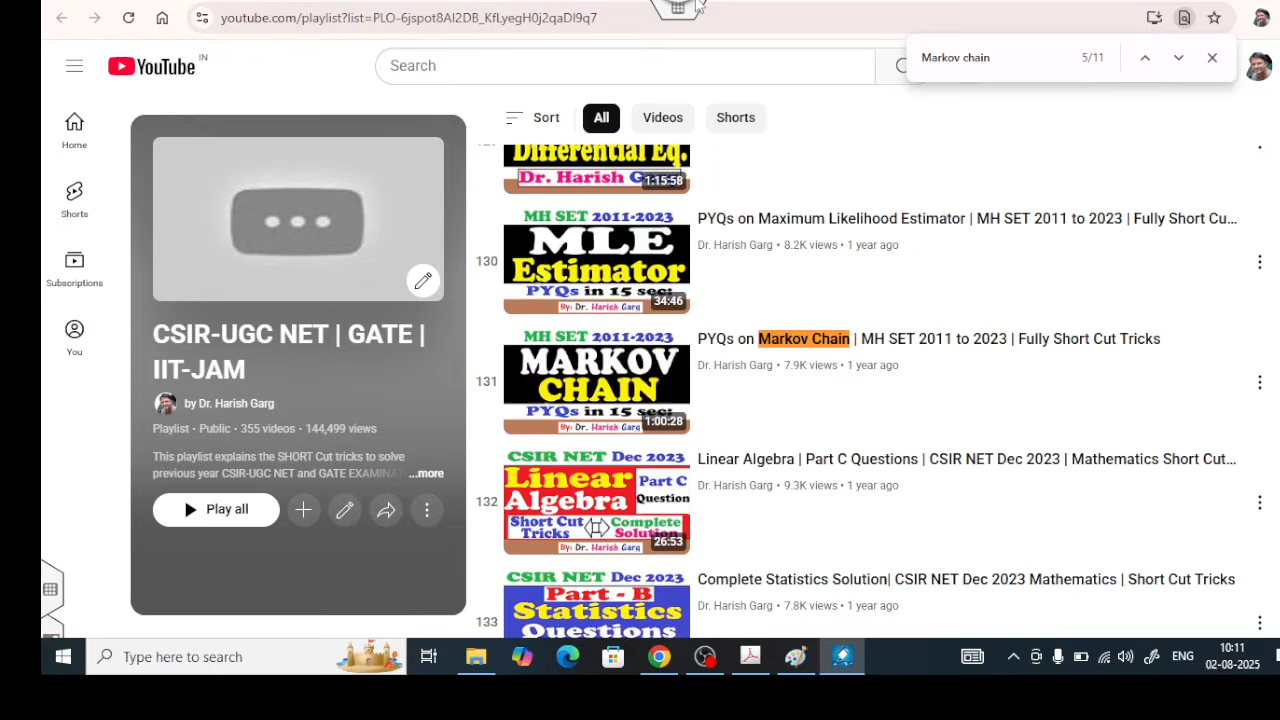 youtube.com/playlist?list=PLO-6jspot8AI2DB_KfLyegH0j2qaDI9q7
Markov chain 5/11
YouTube IN
Search
Home
Shorts
Subscriptions
You
CSIR-UGC NET | GATE |
IIT-JAM
by Dr. Harish Garg
Playlist • Public • 355 videos • 144,499 views
This playlist explains the SHORT Cut tricks to solve
previous year CSIR-UGC NET and GATE EXAMINA ...more
Play all
Sort All Videos Shorts
Differential Eq.
Dr. Harish G
1:15:58
130
MH SET 2011-2023
MLE
Estimator
PYQs in 15 sec
34:46
By: Dr. Harish Garg
PYQs on Maximum Likelihood Estimator | MH SET 2011 to 2023 | Fully Short Cu...
Dr. Harish Garg • 8.2K views • 1 year ago
131
MH SET 2011-2023
MARKOV
CHAIN
PYQs in 15 sec
1:00:28
By: Dr. Harish Garg
PYQs on Markov Chain | MH SET 2011 to 2023 | Fully Short Cut Tricks
Dr. Harish Garg • 7.9K views • 1 year ago
132
CSIR NET Dec 2023
Linear Part C
Algebra Question
Short Cut Complete
Tricks Solut
26:53
By: Dr. Harish Garg
Linear Algebra | Part C Questions | CSIR NET Dec 2023 | Mathematics Short Cut...
Dr. Harish Garg • 9.3K views • 1 year ago
133
CSIR NET Dec 2023
Part - B
Statistics
Questions
Complete Statistics Solution| CSIR NET Dec 2023 Mathematics | Short Cut Tricks
Dr. Harish Garg • 7.8K views • 1 year ago
Type here to search
ENG
10:11
02-08-2025